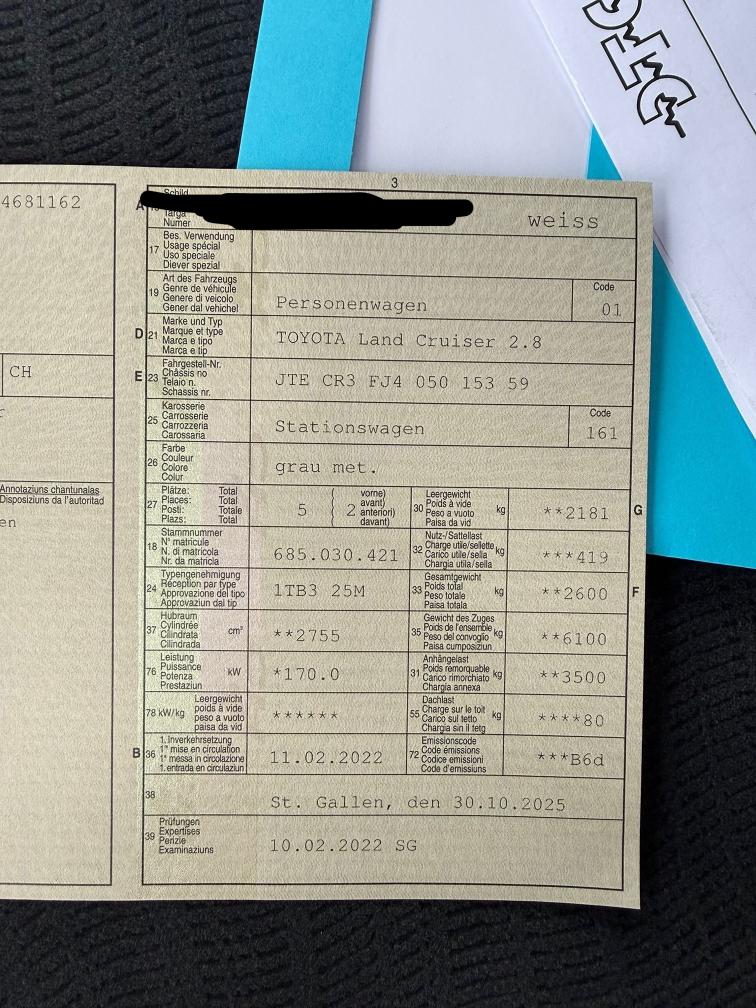 DTC
3
4681162
CH
Annotaziuns chantunalas
Disposiziuns da l'autoritad
en
A
Schild
Targa
Numer
weiss
17 Bes. Verwendung
Usage spécial
Uso speciale
Diever spezial
19 Art des Fahrzeugs
Genre de véhicule
Genere di veicolo
Gener dal vehichel
Personenwagen
Code
01
D 21 Marke und Typ
Marque et type
Marca e tipo
Marca e tip
TOYOTA Land Cruiser 2.8
E 23 Fahrgestell-Nr.
Châssis no
Telaio n.
Schassis nr.
JTE CR3 FJ4 050 153 59
25 Karosserie
Carrosserie
Carrozzeria
Carossaria
Stationswagen
Code
161
26 Farbe
Couleur
Colore
Colur
grau met.
27 Plätze: Total
Places: Total
Posti: Totale
Plazs: Total
5 ( 2 vorne)
avant)
anteriori)
davant)
30 Leergewicht
Poids à vide
Peso a vuoto
Paisa da vid
kg
**2181
G
18 Stammnummer
N° matricule
N. di matricola
Nr. da matricla
685.030.421
32 Nutz-/Sattellast
Charge utile/sellette
Carico utile/sella
Chargia utila/sella
kg
***419
24 Typengenehmigung
Réception par type
Approvazione del tipo
Approvaziun dal tip
1TB3 25M
33 Gesamtgewicht
Poids total
Peso totale
Paisa totala
kg
**2600
F
37 Hubraum
Cylindrée
Cilindrata
Cilindrada
cm³
**2755
35 Gewicht des Zuges
Poids de l'ensemble
Peso del convoglio
Paisa cumposiziun
kg
**6100
76 Leistung
Puissance
Potenza
Prestaziun
kW
*170.0
31 Anhängelast
Poids remorquable
Carico rimorchiato
Chargia annexa
kg
**3500
78 kW/kg Leergewicht
poids à vide
peso a vuoto
paisa da vid
******
55 Dachlast
Charge sur le toit
Carico sul tetto
Chargia sin il tetg
kg
****80
B 36 1. Inverkehrsetzung
1re mise en circulation
1a messa in circolazione
1. entrada en circulaziun
11.02.2022
72 Emissionscode
Code émissions
Codice emissioni
Code d'emissiuns
***B6d
38
St. Gallen, den 30.10.2025
39 Prüfungen
Expertises
Perizie
Examinaziuns
10.02.2022 SG